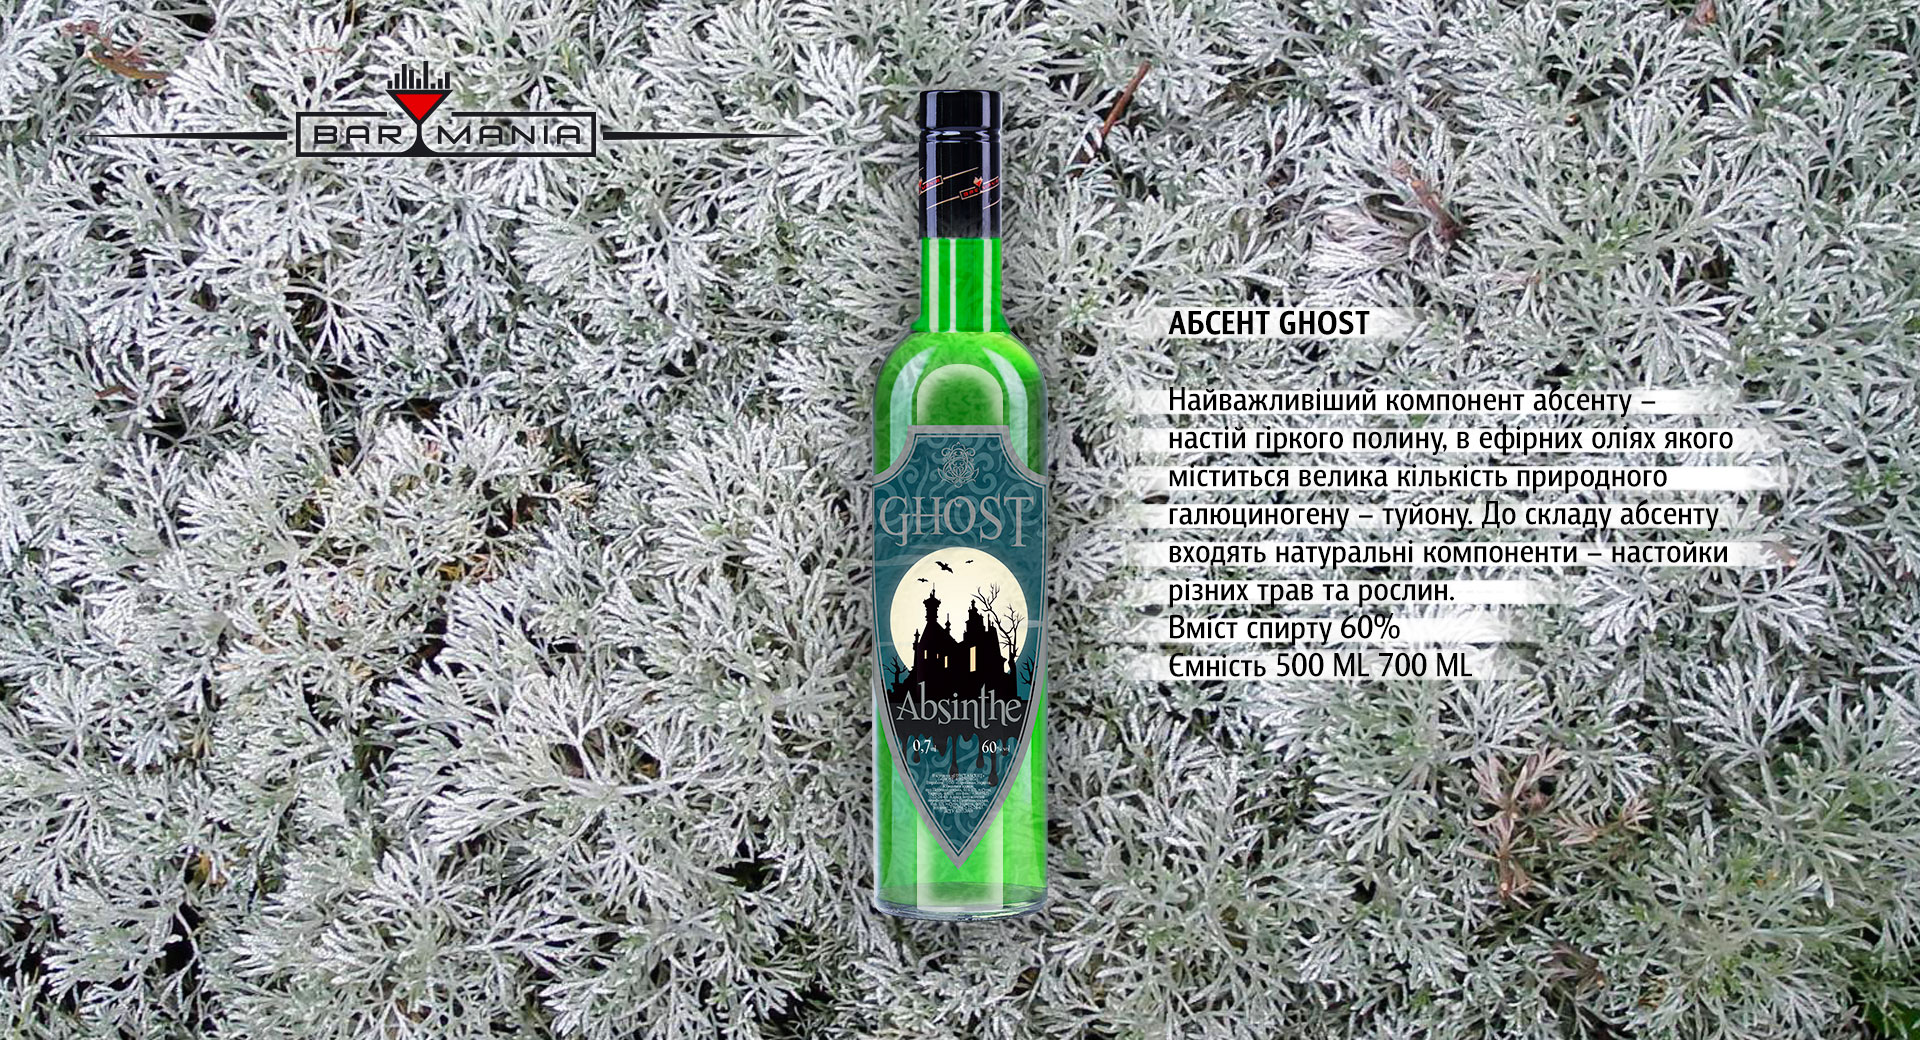 BAR MANIA
АБСЕНТ GHOST
Найважливіший компонент абсенту –
настій гіркого полину, в ефірних оліях якого
міститься велика кількість природного
галюциногену – туйону. До складу абсенту
входять натуральні компоненти – настойки
різних трав та рослин.
Вміст спирту 60%
Ємність 500 ML 700 ML
GHOST
Absinthe
0,7 60